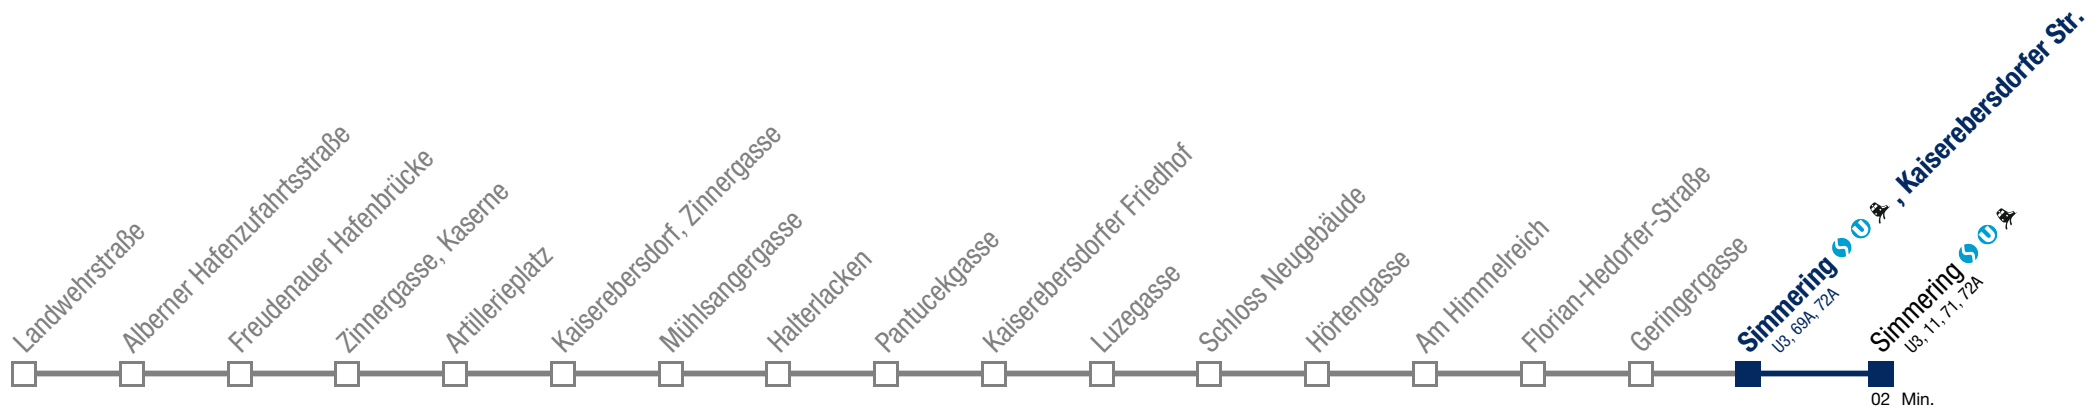 Landwehrstraße
Alberner Hafenzufahrtsstraße
Freudenauer Hafenbrücke
Zinnergasse, Kaserne
Artillerieplatz
Kaiserebersdorf, Zinnergasse
Mühlsangergasse
Halterlacken
Pantucekgasse
Kaiserebersdorfer Friedhof
Luzegasse
Schloss Neugebäude
Hörtengasse
Am Himmelreich
Florian-Hedorfer-Straße
Geringergasse
Simmering S U , Kaiserebersdorfer Str.
U3, 69A, 72A
Simmering S U
U3, 11, 71, 72A
02 Min.